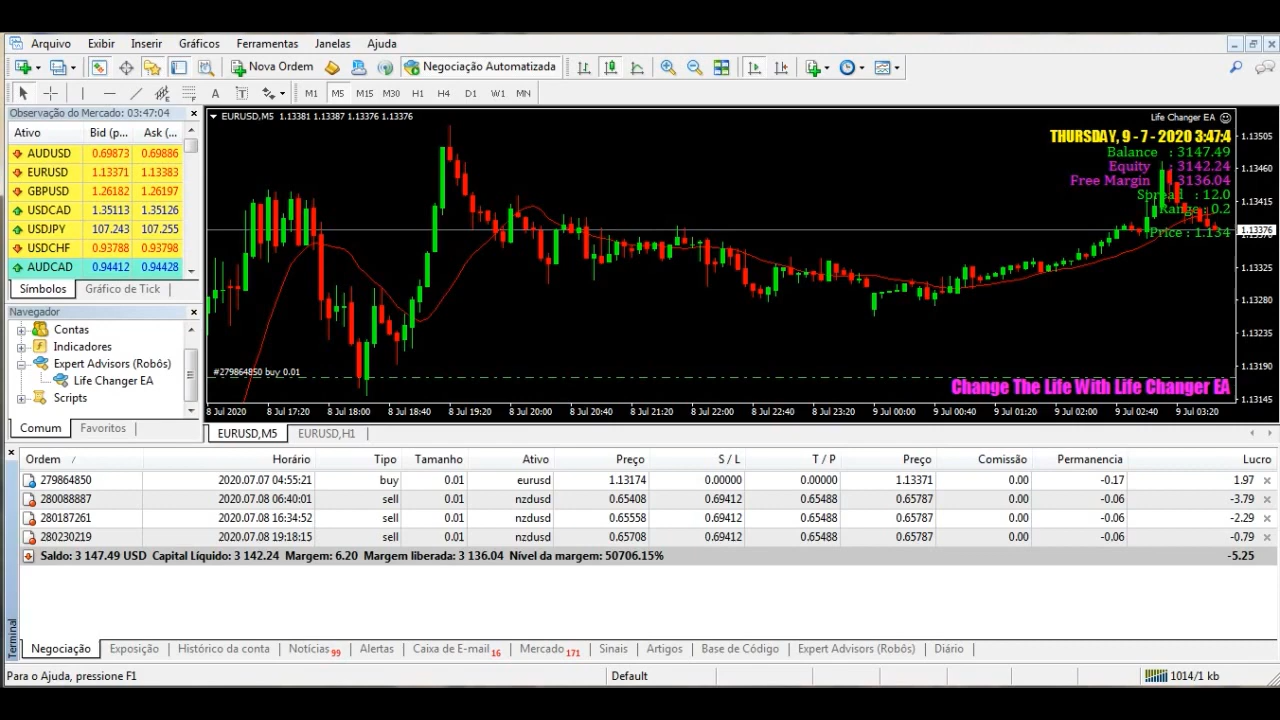 Arquivo Exibir Inserir Gráficos Ferramentas Janelas Ajuda
Nova Ordem Negociação Automatizada
A T M1 M5 M15 M30 H1 H4 D1 W1 MN
Observação do Mercado: 03:47:04
Ativo Bid (p... Ask (...
AUDUSD 0.69873 0.69886
EURUSD 1.13371 1.13383
GBPUSD 1.26182 1.26197
USDCAD 1.35113 1.35126
USDJPY 107.243 107.255
USDCHF 0.93788 0.93798
AUDCAD 0.94412 0.94428
Símbolos Gráfico de Tick
Navegador
Contas
Indicadores
Expert Advisors (Robôs)
Life Changer EA
Scripts
Comum Favoritos
EURUSD,M5 1.13381 1.13387 1.13376 1.13376
Life Changer EA
THURSDAY, 9 - 7 - 2020 3:47:4
Balance : 3147.49
Equity : 3142.24
Free Margin : 3136.04
Spread : 12.0
Range : 0.2
Price : 1.134
1.13505
1.13460
1.13415
1.13376
1.13325
1.13280
1.13235
1.13190
1.13145
#279864850 buy 0.01
Change The Life With Life Changer EA
8 Jul 2020 8 Jul 17:20 8 Jul 18:00 8 Jul 18:40 8 Jul 19:20 8 Jul 20:00 8 Jul 20:40 8 Jul 21:20 8 Jul 22:00 8 Jul 22:40 8 Jul 23:20 9 Jul 00:00 9 Jul 00:40 9 Jul 01:20 9 Jul 02:00 9 Jul 02:40 9 Jul 03:20
EURUSD,M5 EURUSD,H1
Ordem Horário Tipo Tamanho Ativo Preço S / L T / P Preço Comissão Permanencia Lucro
279864850 2020.07.07 04:55:21 buy 0.01 eurusd 1.13174 0.00000 0.00000 1.13371 0.00 -0.17 1.97
280088887 2020.07.08 06:40:01 sell 0.01 nzdusd 0.65408 0.69412 0.65488 0.65787 0.00 -0.06 -3.79
280187261 2020.07.08 16:34:52 sell 0.01 nzdusd 0.65558 0.69412 0.65488 0.65787 0.00 -0.06 -2.29
280230219 2020.07.08 19:18:15 sell 0.01 nzdusd 0.65708 0.69412 0.65488 0.65787 0.00 -0.06 -0.79
Saldo: 3 147.49 USD Capital Líquido: 3 142.24 Margem: 6.20 Margem liberada: 3 136.04 Nível da margem: 50706.15% -5.25
Terminal
Negociação Exposição Histórico da conta Notícias 99 Alertas Caixa de E-mail 16 Mercado 171 Sinais Artigos Base de Código Expert Advisors (Robôs) Diário
Para o Ajuda, pressione F1 Default 1014/1 kb